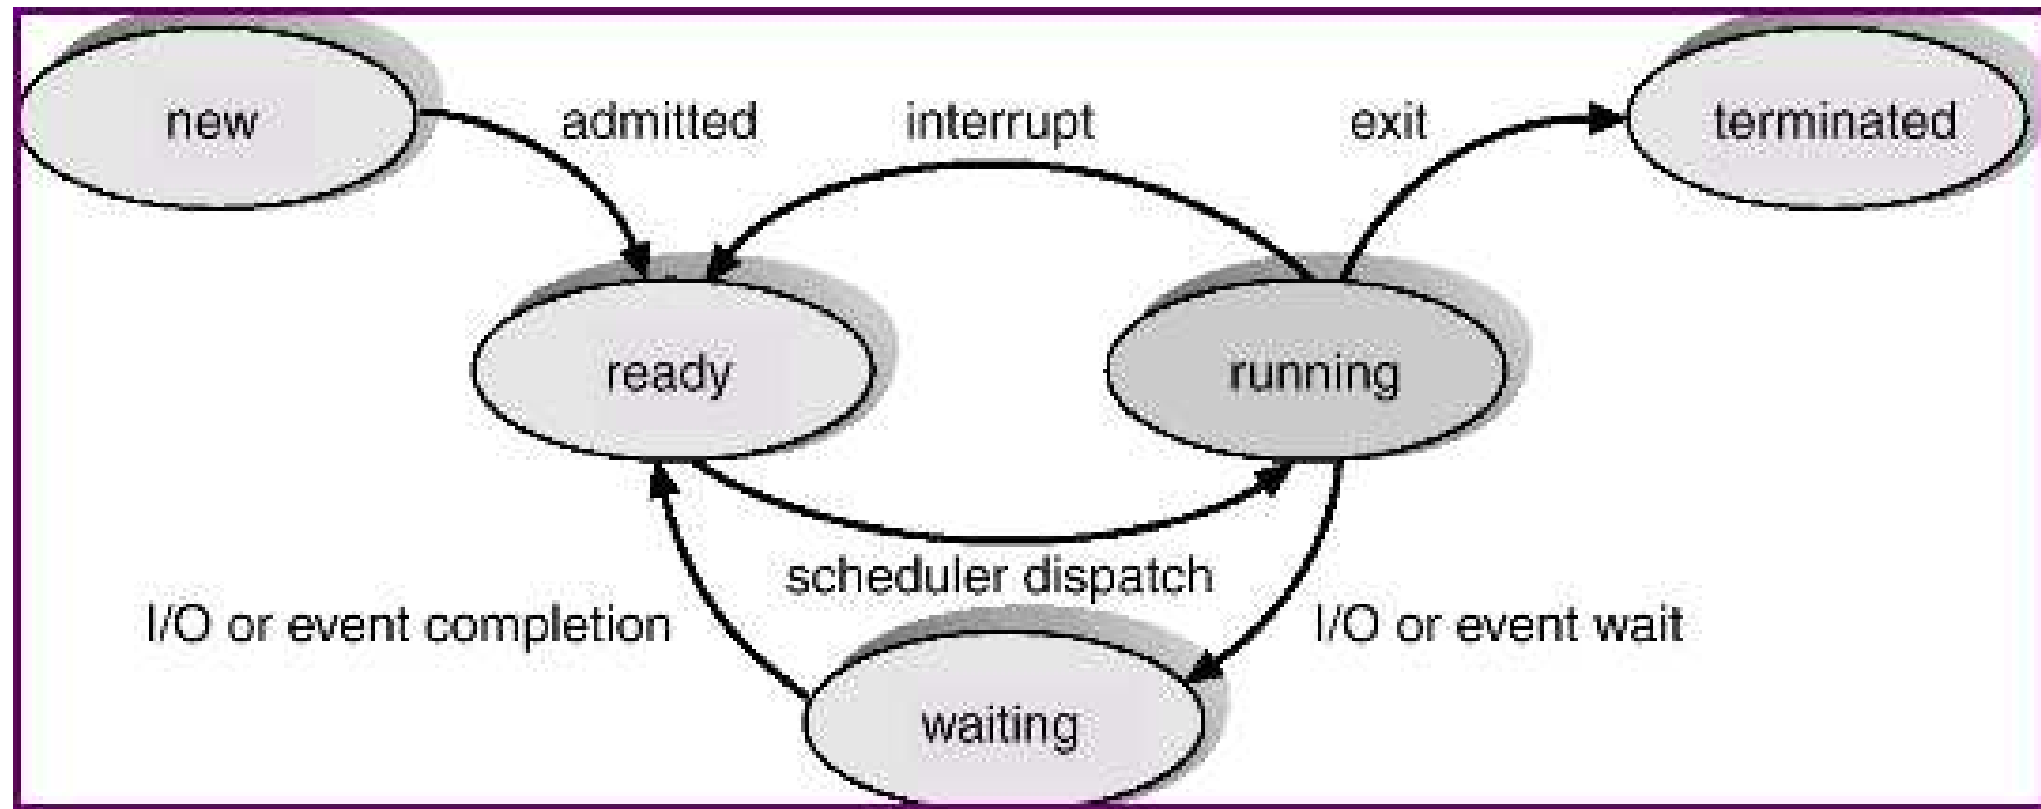 new
admitted
interrupt
exit
terminated
ready
running
scheduler dispatch
I/O or event completion
I/O or event wait
waiting